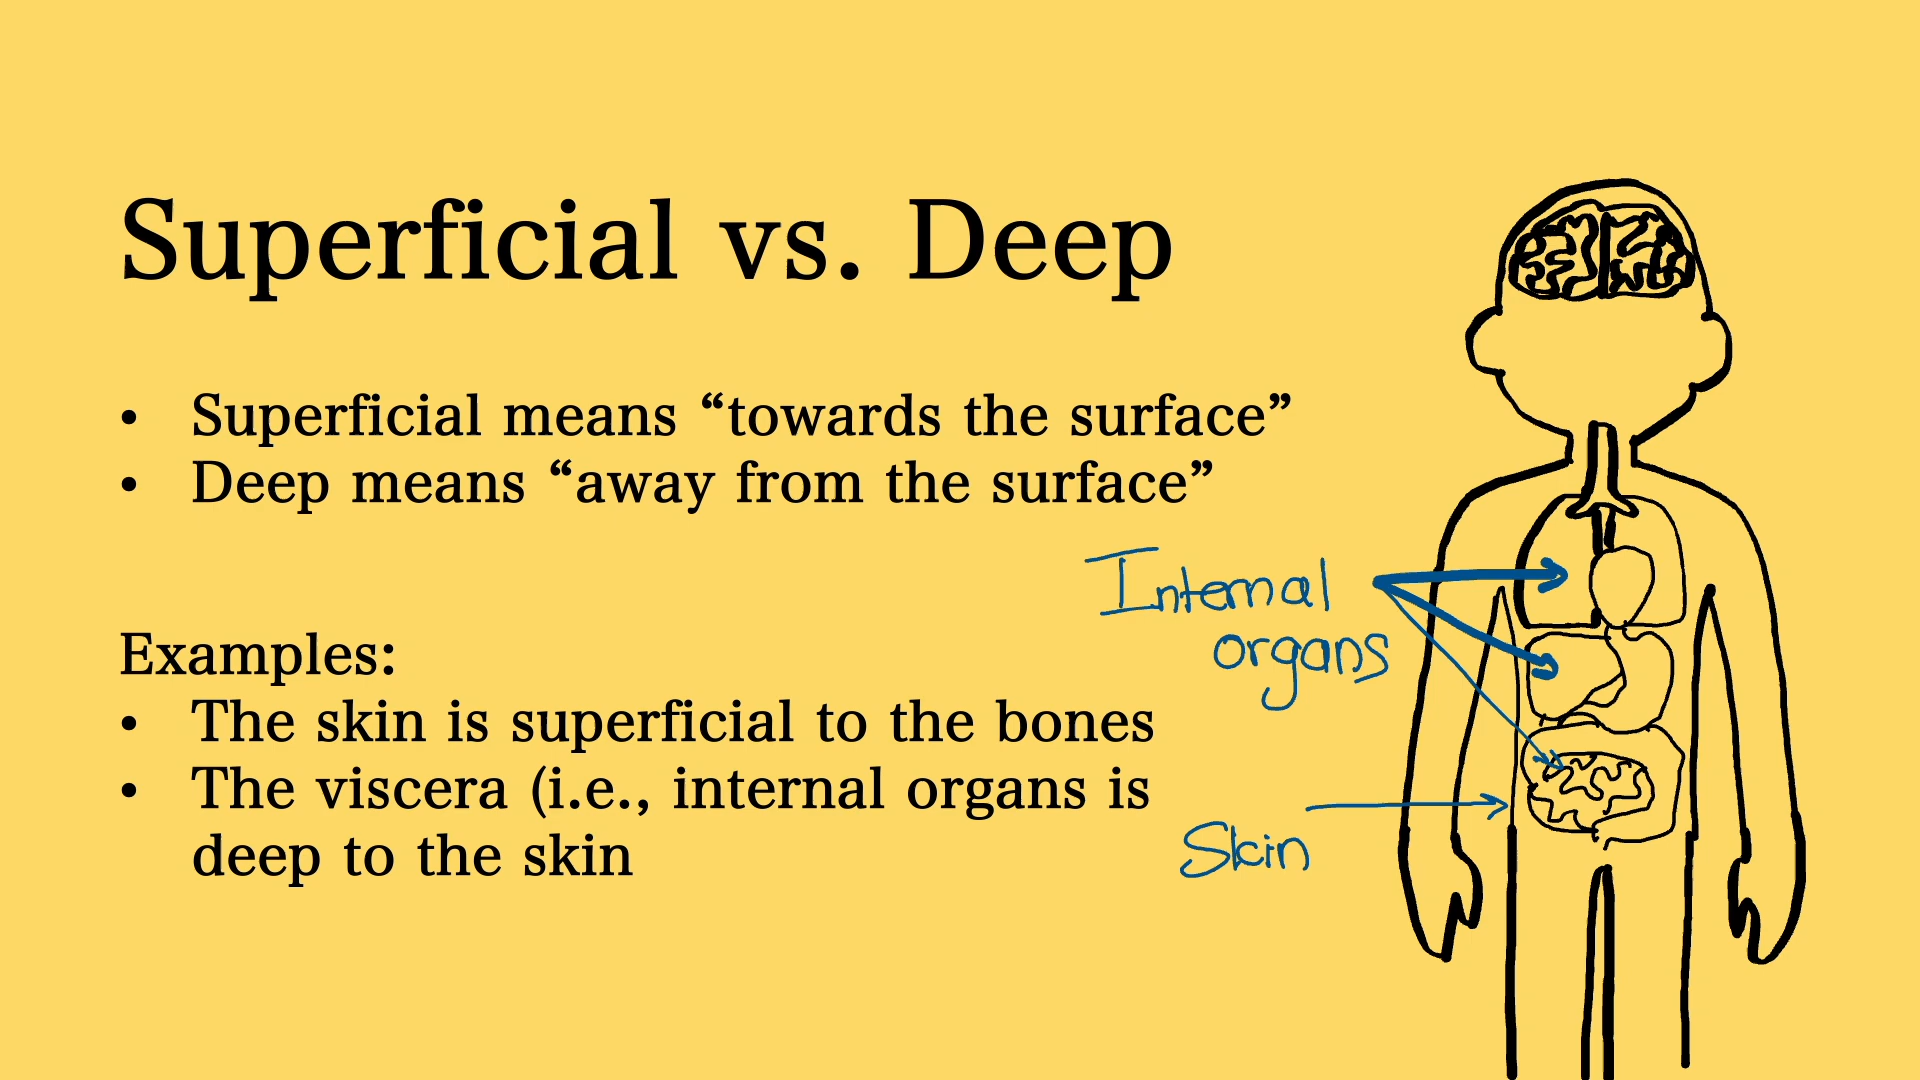 Superficial vs. Deep
• Superficial means “towards the surface”
• Deep means “away from the surface”
Internal
organs
Examples:
• The skin is superficial to the bones
• The viscera (i.e., internal organs is
deep to the skin
Skin